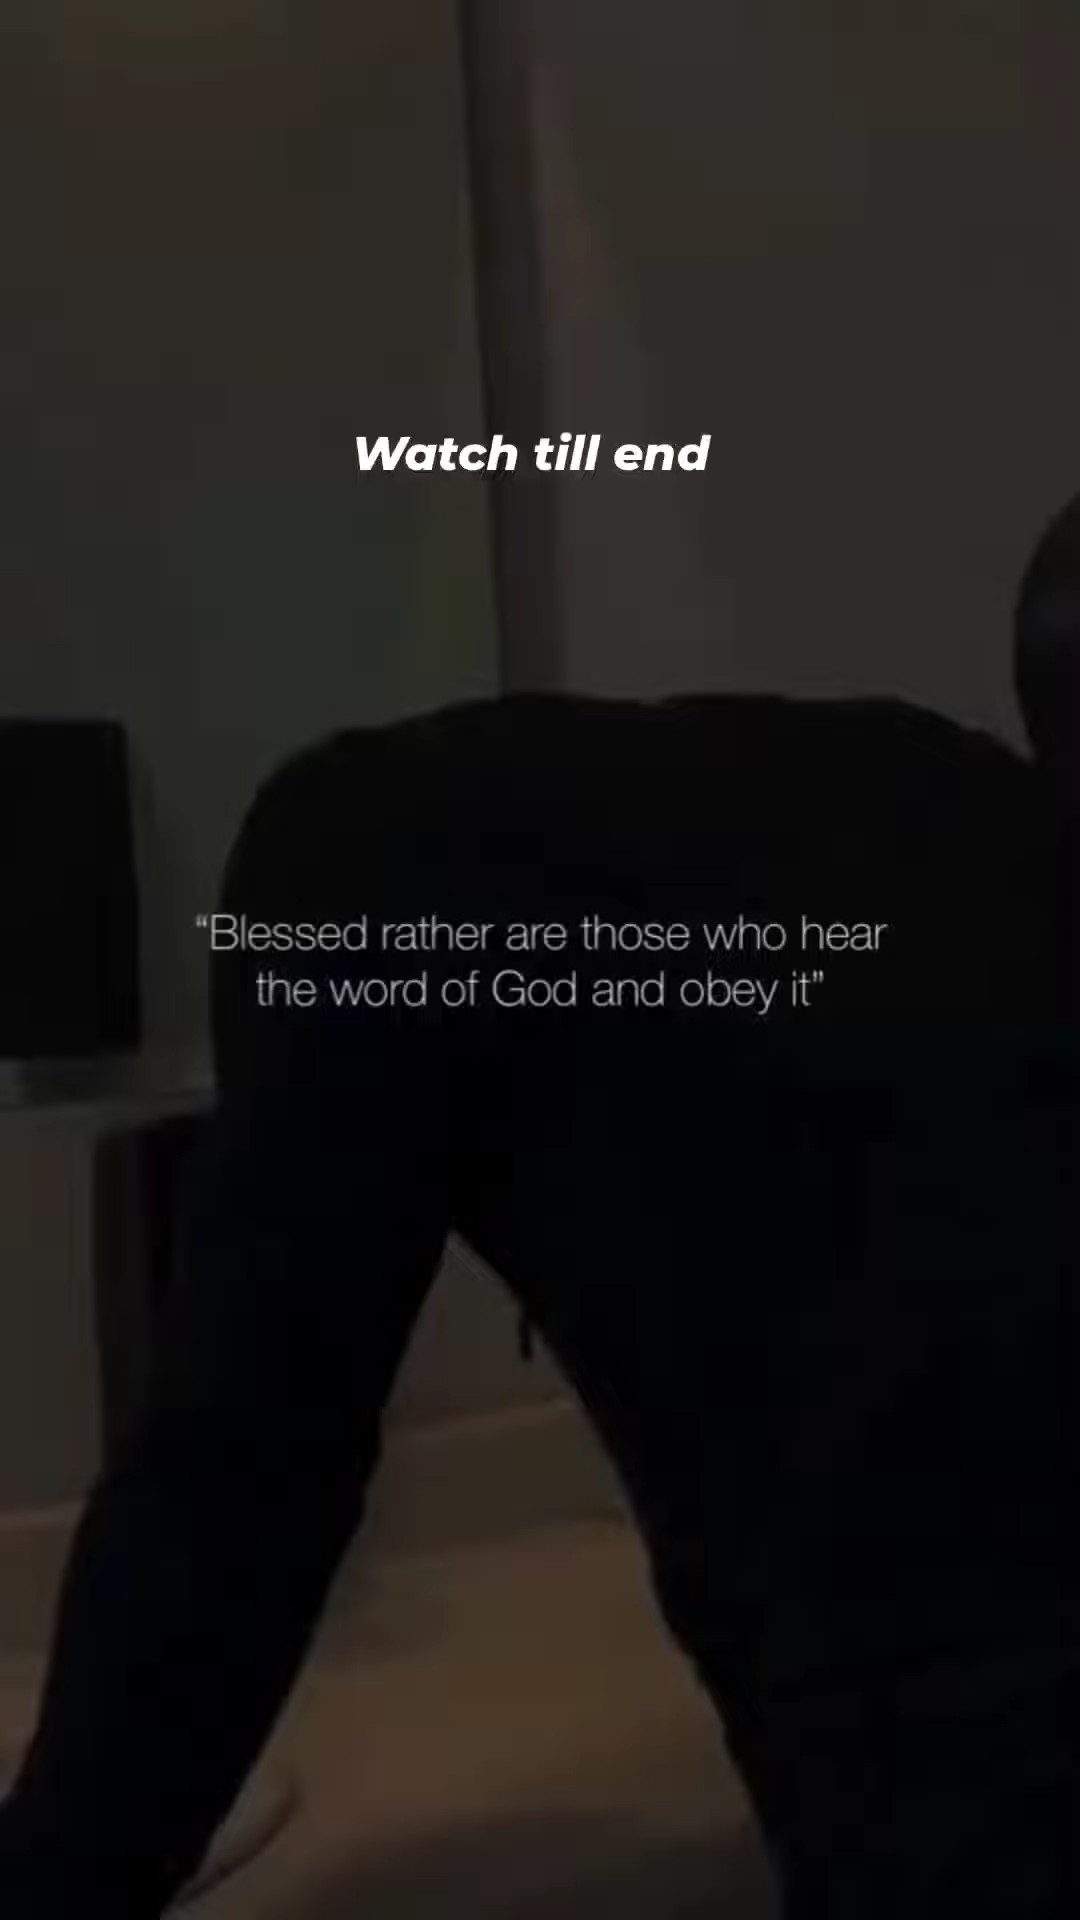 Watch till end
“Blessed rather are those who hear
the word of God and obey it”